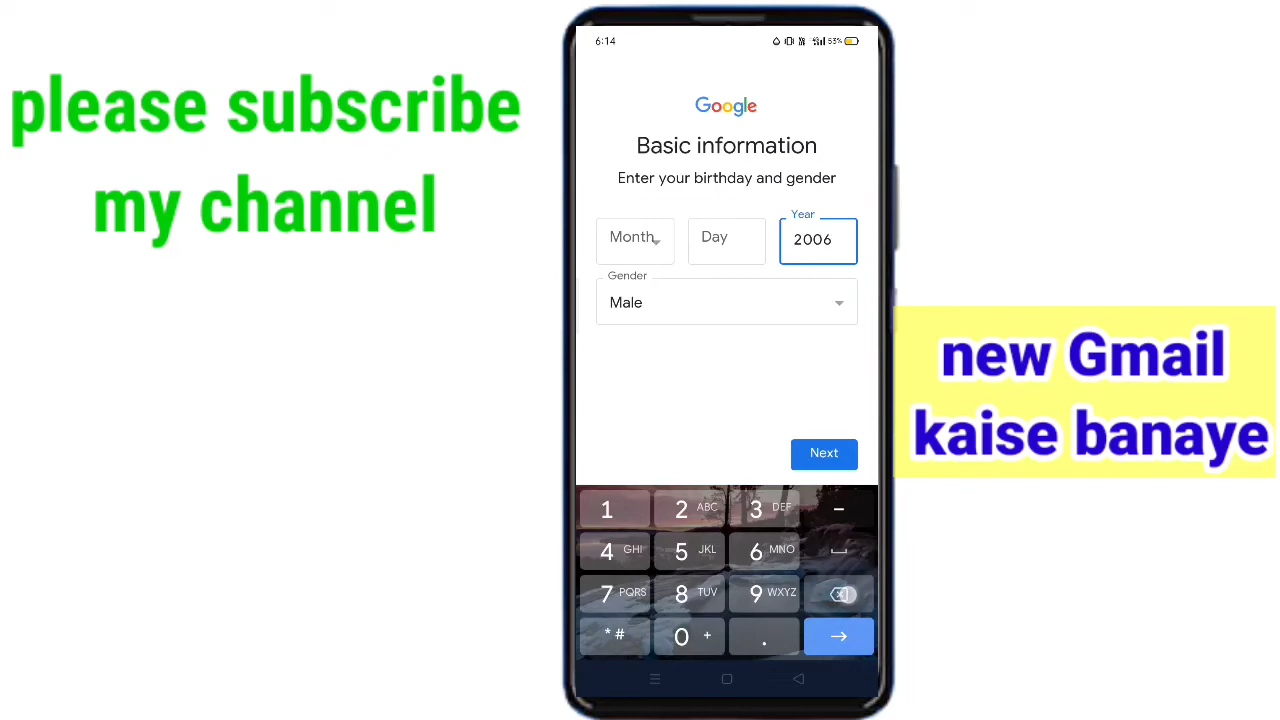 please subscribe
my channel
6:14
53%
Google
Basic information
Enter your birthday and gender
Month
Day
Year
2006
Gender
Male
Next
new Gmail
kaise banaye
1
2 ABC
3 DEF
-
4 GHI
5 JKL
6 MNO
7 PQRS
8 TUV
9 WXYZ
* #
0 +
.